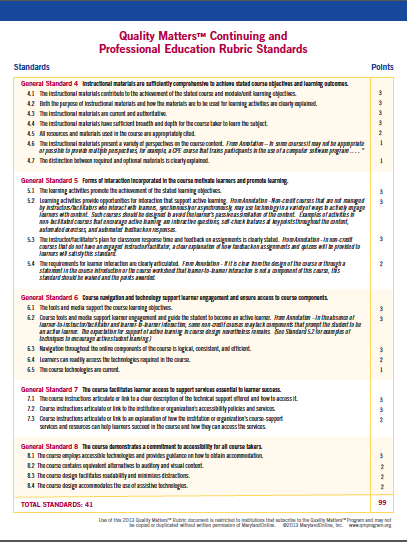 Quality Matters™ Continuing and
Professional Education Rubric Standards
Standards Points
General Standard 4 Instructional materials are sufficiently comprehensive to achieve stated course objectives and learning outcomes.
4.1 The instructional materials contribute to the achievement of the stated course and module/unit learning objectives. 3
4.2 Both the purpose of instructional materials and how the materials are to be used for learning activities are clearly explained. 3
4.3 The instructional materials are current and authoritative. 3
4.4 The instructional materials have sufficient breadth and depth for the course taker to learn the subject. 3
4.5 All resources and materials used in the course are appropriately cited. 2
4.6 The instructional materials present a variety of perspectives on the course content. From Annotation – In some courses it may not be appropriate 1
or possible to provide multiple perspectives, for example, a CPE course that trains participants in the use of a computer software program . . . . "
4.7 The distinction between required and optional materials is clearly explained. 1
General Standard 5 Forms of interaction incorporated in the course motivate learners and promote learning.
5.1 The learning activities promote the achievement of the stated learning objectives. 3
5.2 Learning activities provide opportunities for interaction that support active learning. From Annotation - Non-credit courses that are not managed 3
by instructors/facilitators who interact with learners, synchronously or asynchronously, may use technology in a variety of ways to actively engage
learners with content. Such courses should be designed to avoid the learner's passive assimilation of the content. Examples of activities in
non-facilitated courses that encourage active learning are interactive questions, self-check features at key points throughout the content,
automated exercises, and automated feedback on responses.
5.3 The instructor/facilitator's plan for classroom response time and feedback on assignments is clearly stated. From Annotation - In non-credit 3
courses that do not have an engaged instructor/facilitator, a clear explanation of how feedback on assignments and quizzes will be provided to
learners will satisfy this standard.
5.4 The requirements for learner interaction are clearly articulated. From Annotation - If it is clear from the design of the course or through a 2
statement in the course introduction or the course worksheet that learner-to-learner interaction is not a component of this course, this
standard should be waived and the points awarded.
General Standard 6 Course navigation and technology support learner engagement and ensure access to course components.
6.1 The tools and media support the course learning objectives. 3
6.2 Course tools and media support learner engagement and guide the student to become an active learner. From Annotation - In the absence of 3
learner-to-instructor/facilitator and learner-to-learner interaction, some non-credit courses may lack components that prompt the student to be
an active learner. The expectation for support of active learning in course design nevertheless remains. (See Standard 5.2 for examples of
techniques to encourage active student learning.)
6.3 Navigation throughout the online components of the course is logical, consistent, and efficient. 3
6.4 Learners can readily access the technologies required in the course. 2
6.5 The course technologies are current. 1
General Standard 7 The course facilitates learner access to support services essential to learner success.
7.1 The course instructions articulate or link to a clear description of the technical support offered and how to access it. 3
7.2 Course instructions articulate or link to the institution or organization's accessibility policies and services. 3
7.3 Course instructions articulate or link to an explanation of how the institution or organization's course-support 2
services and resources can help learners succeed in the course and how they can access the services.
General Standard 8 The course demonstrates a commitment to accessibility for all course takers.
8.1 The course employs accessible technologies and provides guidance on how to obtain accommodation. 3
8.2 The course contains equivalent alternatives to auditory and visual content. 2
8.3 The course design facilitates readability and minimizes distractions. 2
8.4 The course design accommodates the use of assistive technologies. 2
TOTAL STANDARDS: 41 99
Use of this 2013 Quality Matters™ Rubric document is restricted to institutions that subscribe to the Quality Matters™ Program and may not
be copied or duplicated without written permission of MarylandOnline. ©2013 MarylandOnline, Inc. www.qmprogram.org